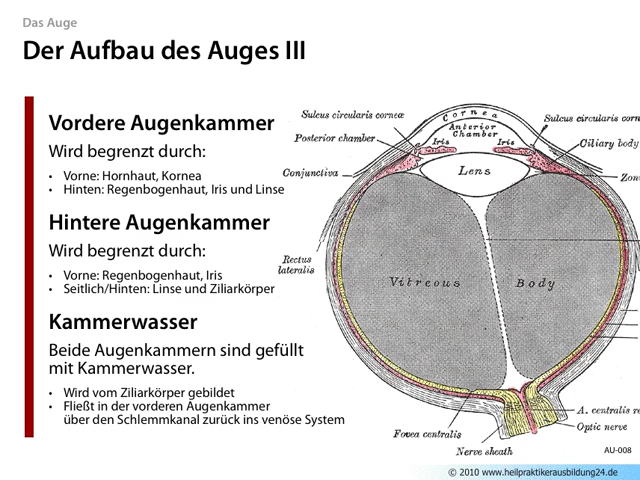 Das Auge
Der Aufbau des Auges III
Vordere Augenkammer
Wird begrenzt durch:
• Vorne: Hornhaut, Kornea
• Hinten: Regenbogenhaut, Iris und Linse
Hintere Augenkammer
Wird begrenzt durch:
• Vorne: Regenbogenhaut, Iris
• Seitlich/Hinten: Linse und Ziliarkörper
Kammerwasser
Beide Augenkammern sind gefüllt
mit Kammerwasser.
• Wird vom Ziliarkörper gebildet
• Fließt in der vorderen Augenkammer
über den Schlemmkanal zurück ins venöse System
Sulcus circularis corneæ
Cornea
Sulcus circularis corn
Posterior chamber
Anterior
Chamber
Iris
Iris
Ciliary body
Conjunctiva
Lens
Zon
Rectus
lateralis
Vitreous
Body
A. centralis re
Optic nerve
Fovea centralis
Nerve sheath
AU-008
© 2010 www.heilpraktikerausbildung24.de